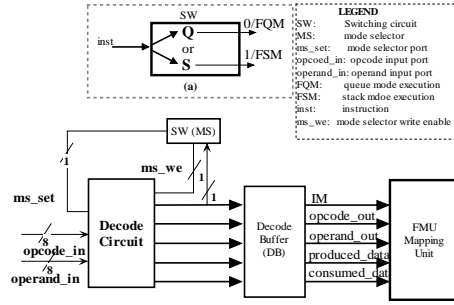 SW
0/FQM
Q
inst
or
S
1/FSM
(a)
LEGEND
SW: Switching circuit
MS: mode selector
ms_set: mode selector port
opcoed_in: opcode input port
operand_in: operand input port
FQM: queue mode execution
FSM: stack mdoe execution
inst: instruction
ms_we: mode selector write enable
SW (MS)
1
ms_we
1
1
ms_set
Decode
Circuit
8
opcode_in
8
operand_in
Decode
Buffer
(DB)
IM
opcode_out
operand_out
produced_data
consumed_dat
FMU
Mapping
Unit